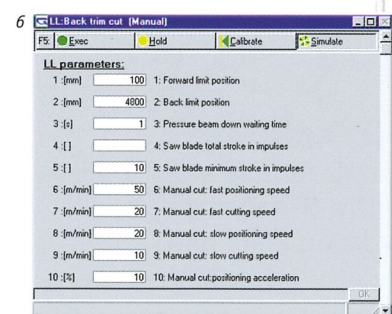 6
LL:Back trim cut (Manual)
F5: Exec Hold Calibrate Simulate
LL parameters:
1 :[mm] 100 1: Forward limit position
2 :[mm] 4800 2: Back limit position
3 :[s] 1 3: Pressure beam down waiting time
4 :[ ] 4: Saw blade total stroke in impulses
5 :[ ] 10 5: Saw blade minimum stroke in impulses
6 :[m/min] 50 6: Manual cut: fast positioning speed
7 :[m/min] 20 7: Manual cut: fast cutting speed
8 :[m/min] 20 8: Manual cut: slow positioning speed
9 :[m/min] 10 9: Manual cut: slow cutting speed
10 :[%] 10 10: Manual cut:positioning acceleration
OK